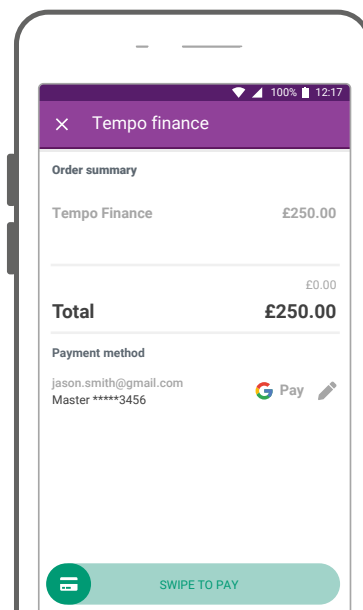 100% 12:17
Tempo finance
Order summary
Tempo Finance £250.00
£0.00
Total £250.00
Payment method
jason.smith@gmail.com
Master *****3456
G Pay
SWIPE TO PAY